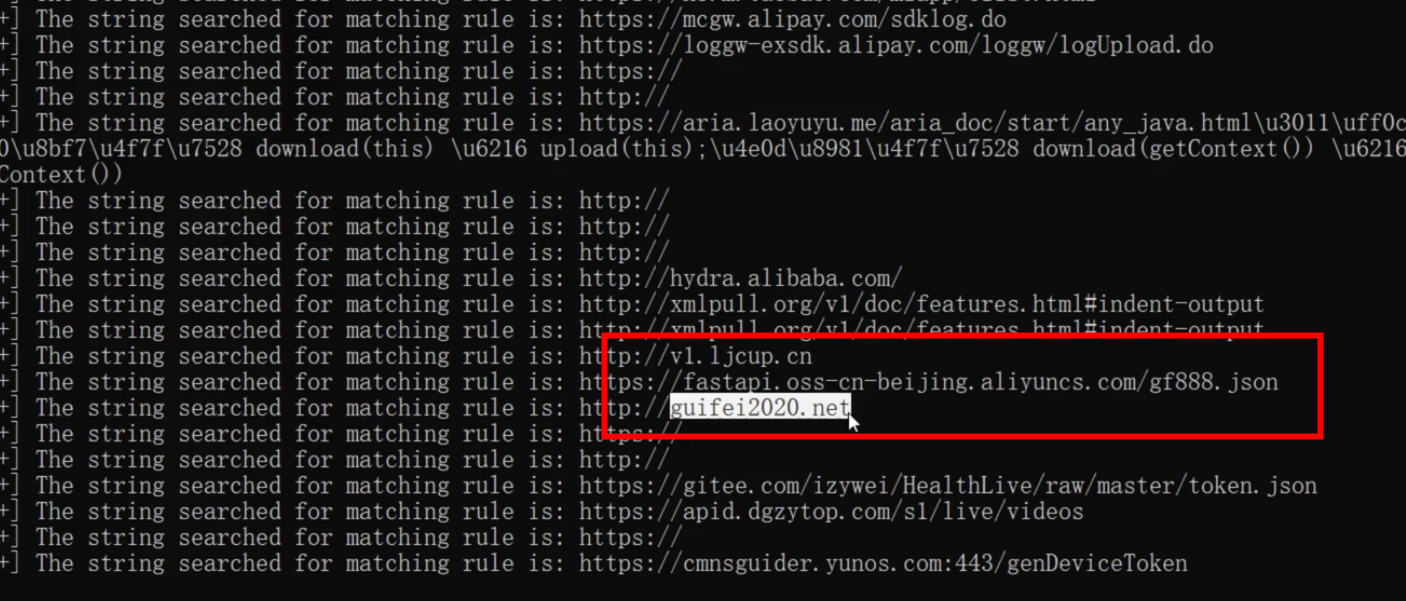 +] The string searched for matching rule is: https://mcgw.alipay.com/sdklog.do
+] The string searched for matching rule is: https://loggw-exsdk.alipay.com/loggw/logUpload.do
+] The string searched for matching rule is: https://
+] The string searched for matching rule is: http://
+] The string searched for matching rule is: https://aria.laoyuyu.me/aria_doc/start/any_java.html\u3011\uff0c
0\u8bf7\u4f7f\u7528 download(this) \u6216 upload(this);\u4e0d\u8981\u4f7f\u7528 download(getContext()) \u6216
Context())
+] The string searched for matching rule is: http://
+] The string searched for matching rule is: http://
+] The string searched for matching rule is: http://
+] The string searched for matching rule is: http://hydra.alibaba.com/
+] The string searched for matching rule is: http://xmlpull.org/v1/doc/features.html#indent-output
+] The string searched for matching rule is: http://xmlpull.org/v1/doc/features.html#indent-output
+] The string searched for matching rule is: http://v1.ljcup.cn
+] The string searched for matching rule is: https://fastapi.oss-cn-beijing.aliyuncs.com/gf888.json
+] The string searched for matching rule is: http://guifei2020.net
+] The string searched for matching rule is: https://
+] The string searched for matching rule is: http://
+] The string searched for matching rule is: https://gitee.com/izywei/HealthLive/raw/master/token.json
+] The string searched for matching rule is: https://apid.dgzytop.com/s1/live/videos
+] The string searched for matching rule is: https://
+] The string searched for matching rule is: https://cmnsguider.yunos.com:443/genDeviceToken